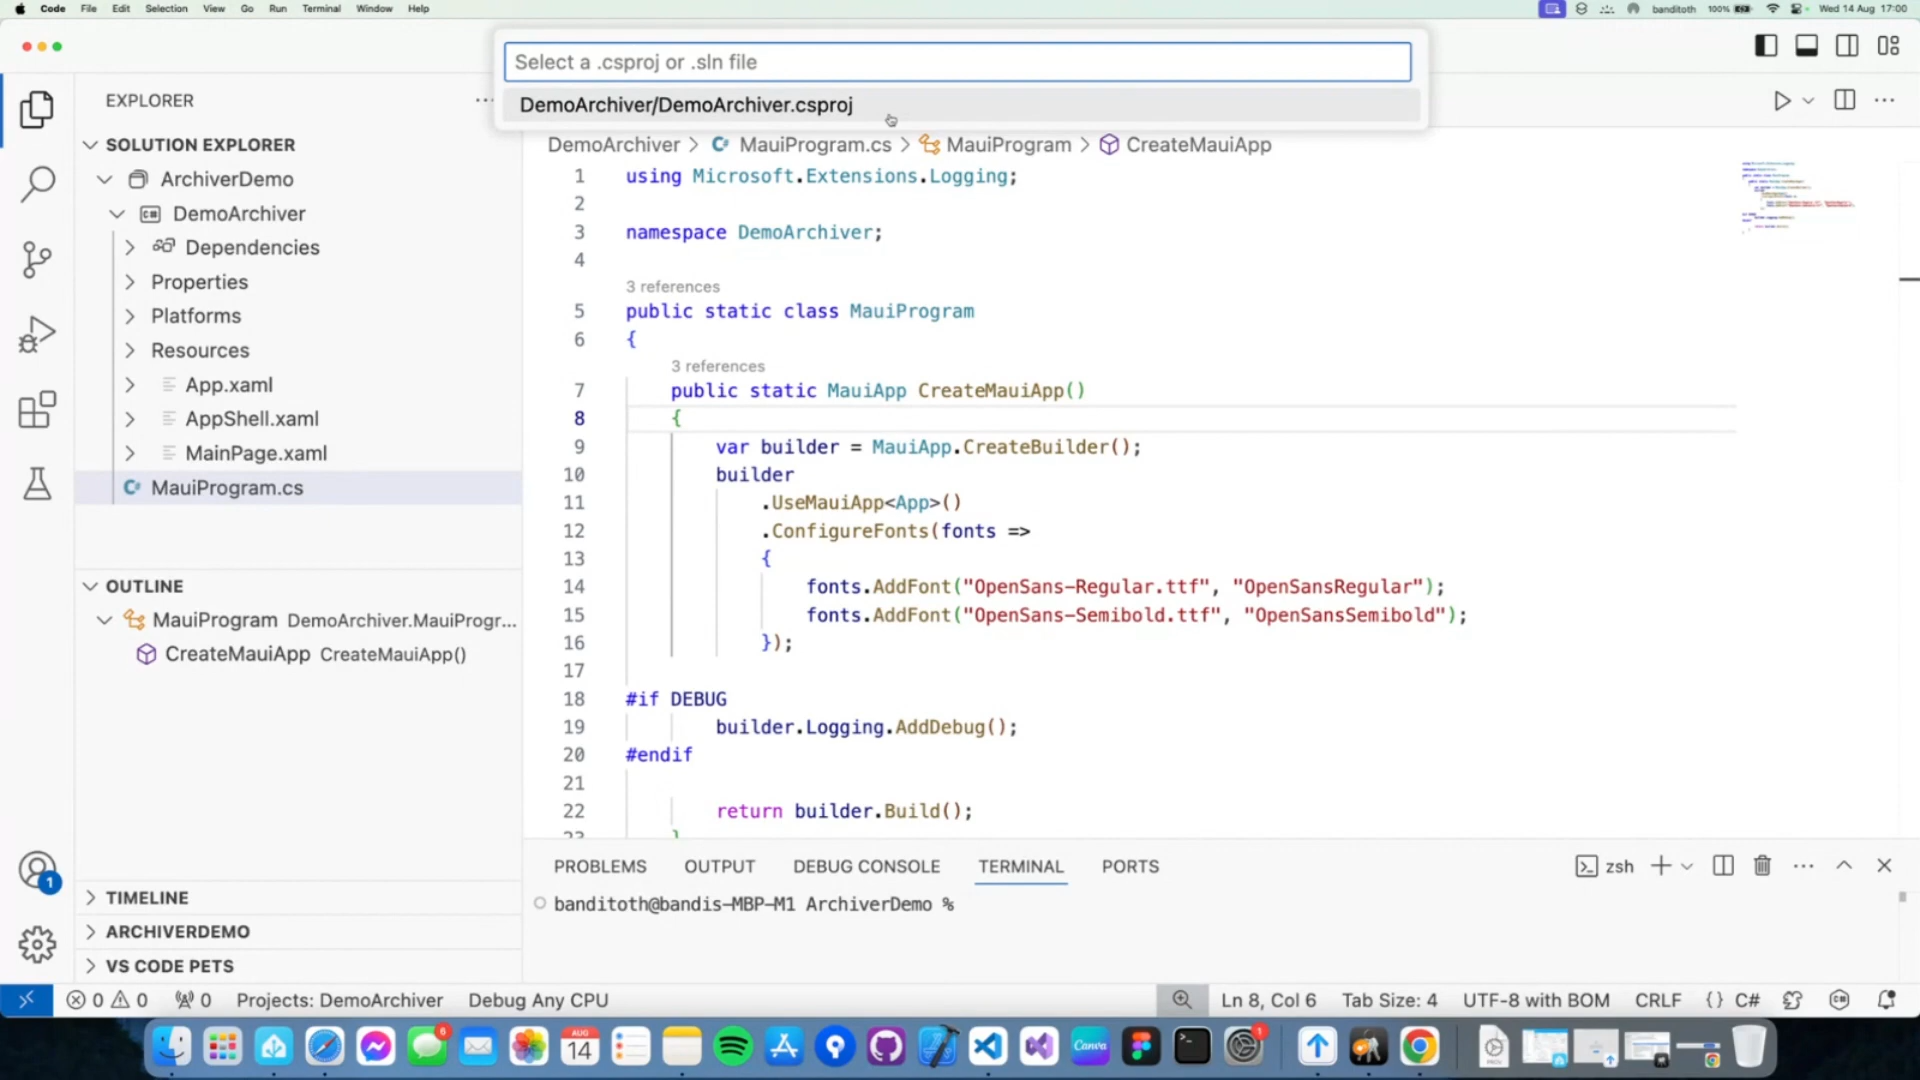 Code File Edit Selection View Go Run Terminal Window Help
banditoth 100% Wed 14 Aug 17:00
Select a .csproj or .sln file
DemoArchiver/DemoArchiver.csproj
EXPLORER
SOLUTION EXPLORER
ArchiverDemo
DemoArchiver
Dependencies
Properties
Platforms
Resources
App.xaml
AppShell.xaml
MainPage.xaml
MauiProgram.cs
OUTLINE
MauiProgram DemoArchiver.MauiProgr...
CreateMauiApp CreateMauiApp()
TIMELINE
ARCHIVERDEMO
VS CODE PETS
DemoArchiver > MauiProgram.cs > MauiProgram > CreateMauiApp
1 using Microsoft.Extensions.Logging;
2
3 namespace DemoArchiver;
4
3 references
5 public static class MauiProgram
6 {
3 references
7 public static MauiApp CreateMauiApp()
8 {
9 var builder = MauiApp.CreateBuilder();
10 builder
11 .UseMauiApp<App>()
12 .ConfigureFonts(fonts =>
13 {
14 fonts.AddFont("OpenSans-Regular.ttf", "OpenSansRegular");
15 fonts.AddFont("OpenSans-Semibold.ttf", "OpenSansSemibold");
16 });
17
18 #if DEBUG
19 builder.Logging.AddDebug();
20 #endif
21
22 return builder.Build();
23 }
PROBLEMS OUTPUT DEBUG CONSOLE TERMINAL PORTS
zsh
banditoth@bandis-MBP-M1 ArchiverDemo %
0 0 0 Projects: DemoArchiver Debug Any CPU
Ln 8, Col 6 Tab Size: 4 UTF-8 with BOM CRLF {} C#
1
6
AUG
14
Canva
1